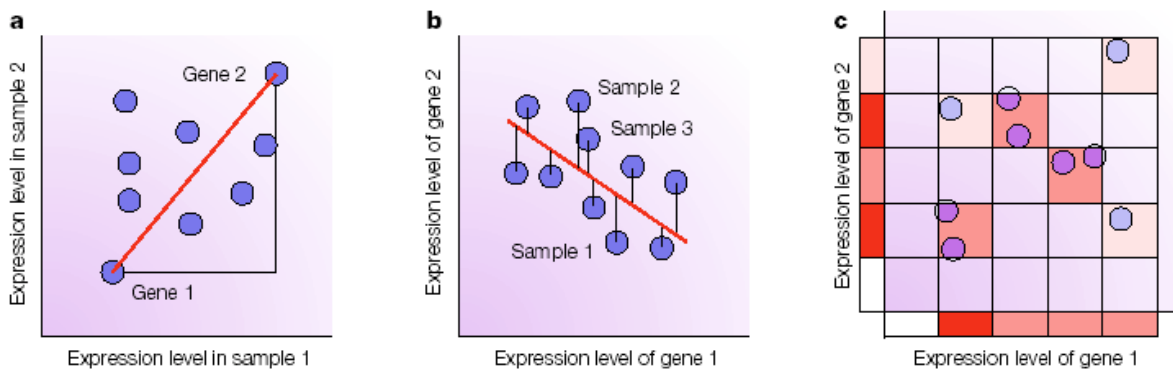 a
Expression level in sample 2
Gene 2
Gene 1
Expression level in sample 1
b
Expression level of gene 2
Sample 2
Sample 3
Sample 1
Expression level of gene 1
c
Expression level of gene 2
Expression level of gene 1